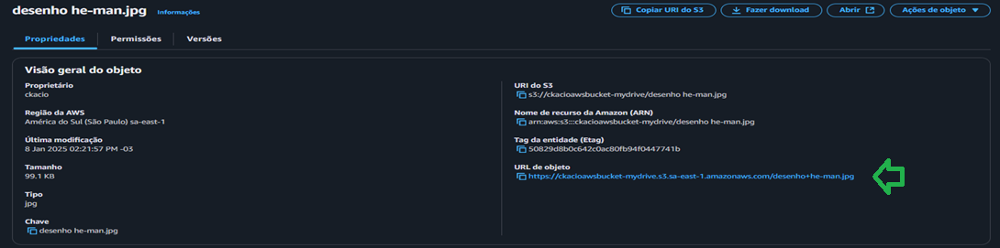 desenho he-man.jpg Informações
Copiar URI do S3 Fazer download Abrir Ações de objeto
Propriedades Permissões Versões
Visão geral do objeto
Proprietário
ckacio
Região da AWS
América do Sul (São Paulo) sa-east-1
Última modificação
8 Jan 2025 02:21:57 PM -03
Tamanho
99.1 KB
Tipo
jpg
Chave
desenho he-man.jpg
URI do S3
s3://ckacioawsbucket-mydrive/desenho he-man.jpg
Nome de recurso da Amazon (ARN)
arn:aws:s3:::ckacioawsbucket-mydrive/desenho he-man.jpg
Tag da entidade (Etag)
50829d8b0c642c0ac80fb94f0447741b
URL de objeto
https://ckacioawsbucket-mydrive.s3.sa-east-1.amazonaws.com/desenho+he-man.jpg